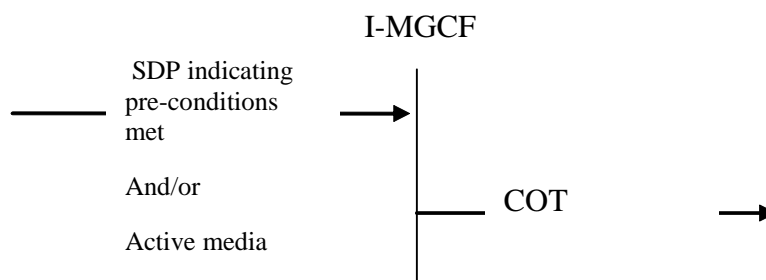 I-MGCF
SDP indicating
pre-conditions
met
And/or
Active media
COT